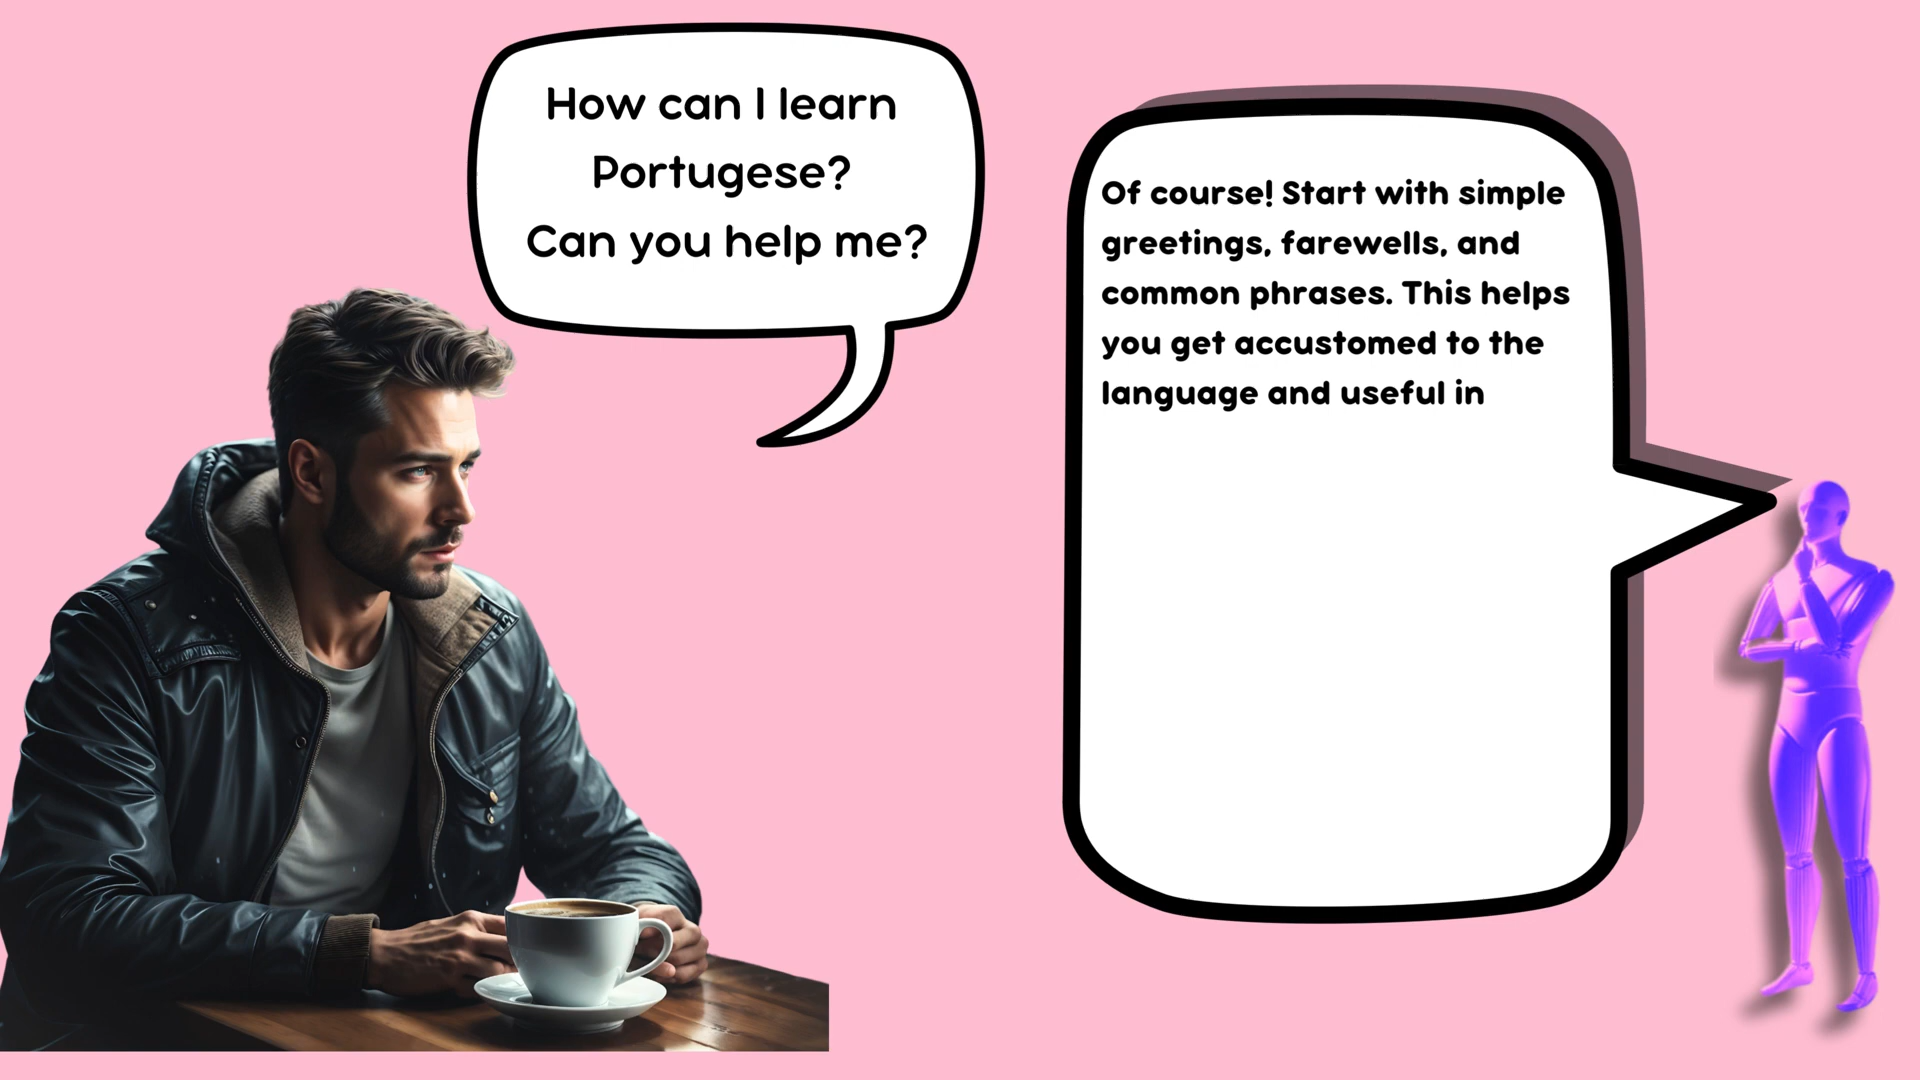 How can I learn
Portugese?
Can you help me?
Of course! Start with simple
greetings, farewells, and
common phrases. This helps
you get accustomed to the
language and useful in